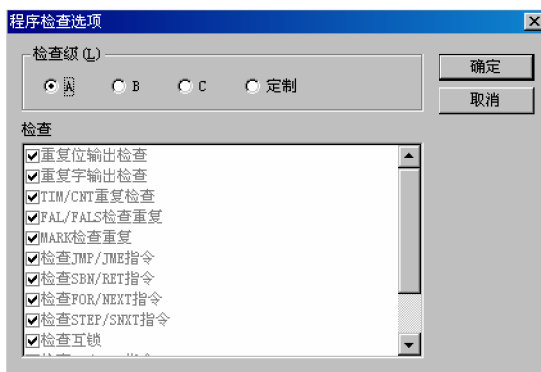 程序检查选项
检查级(L)
A B C 定制
确定
取消
检查
重复位输出检查
重复字输出检查
TIM/CNT重复检查
FAL/FALS检查重复
MARK检查重复
检查JMP/JME指令
检查SBN/RET指令
检查FOR/NEXT指令
检查STEP/SNXT指令
检查互锁